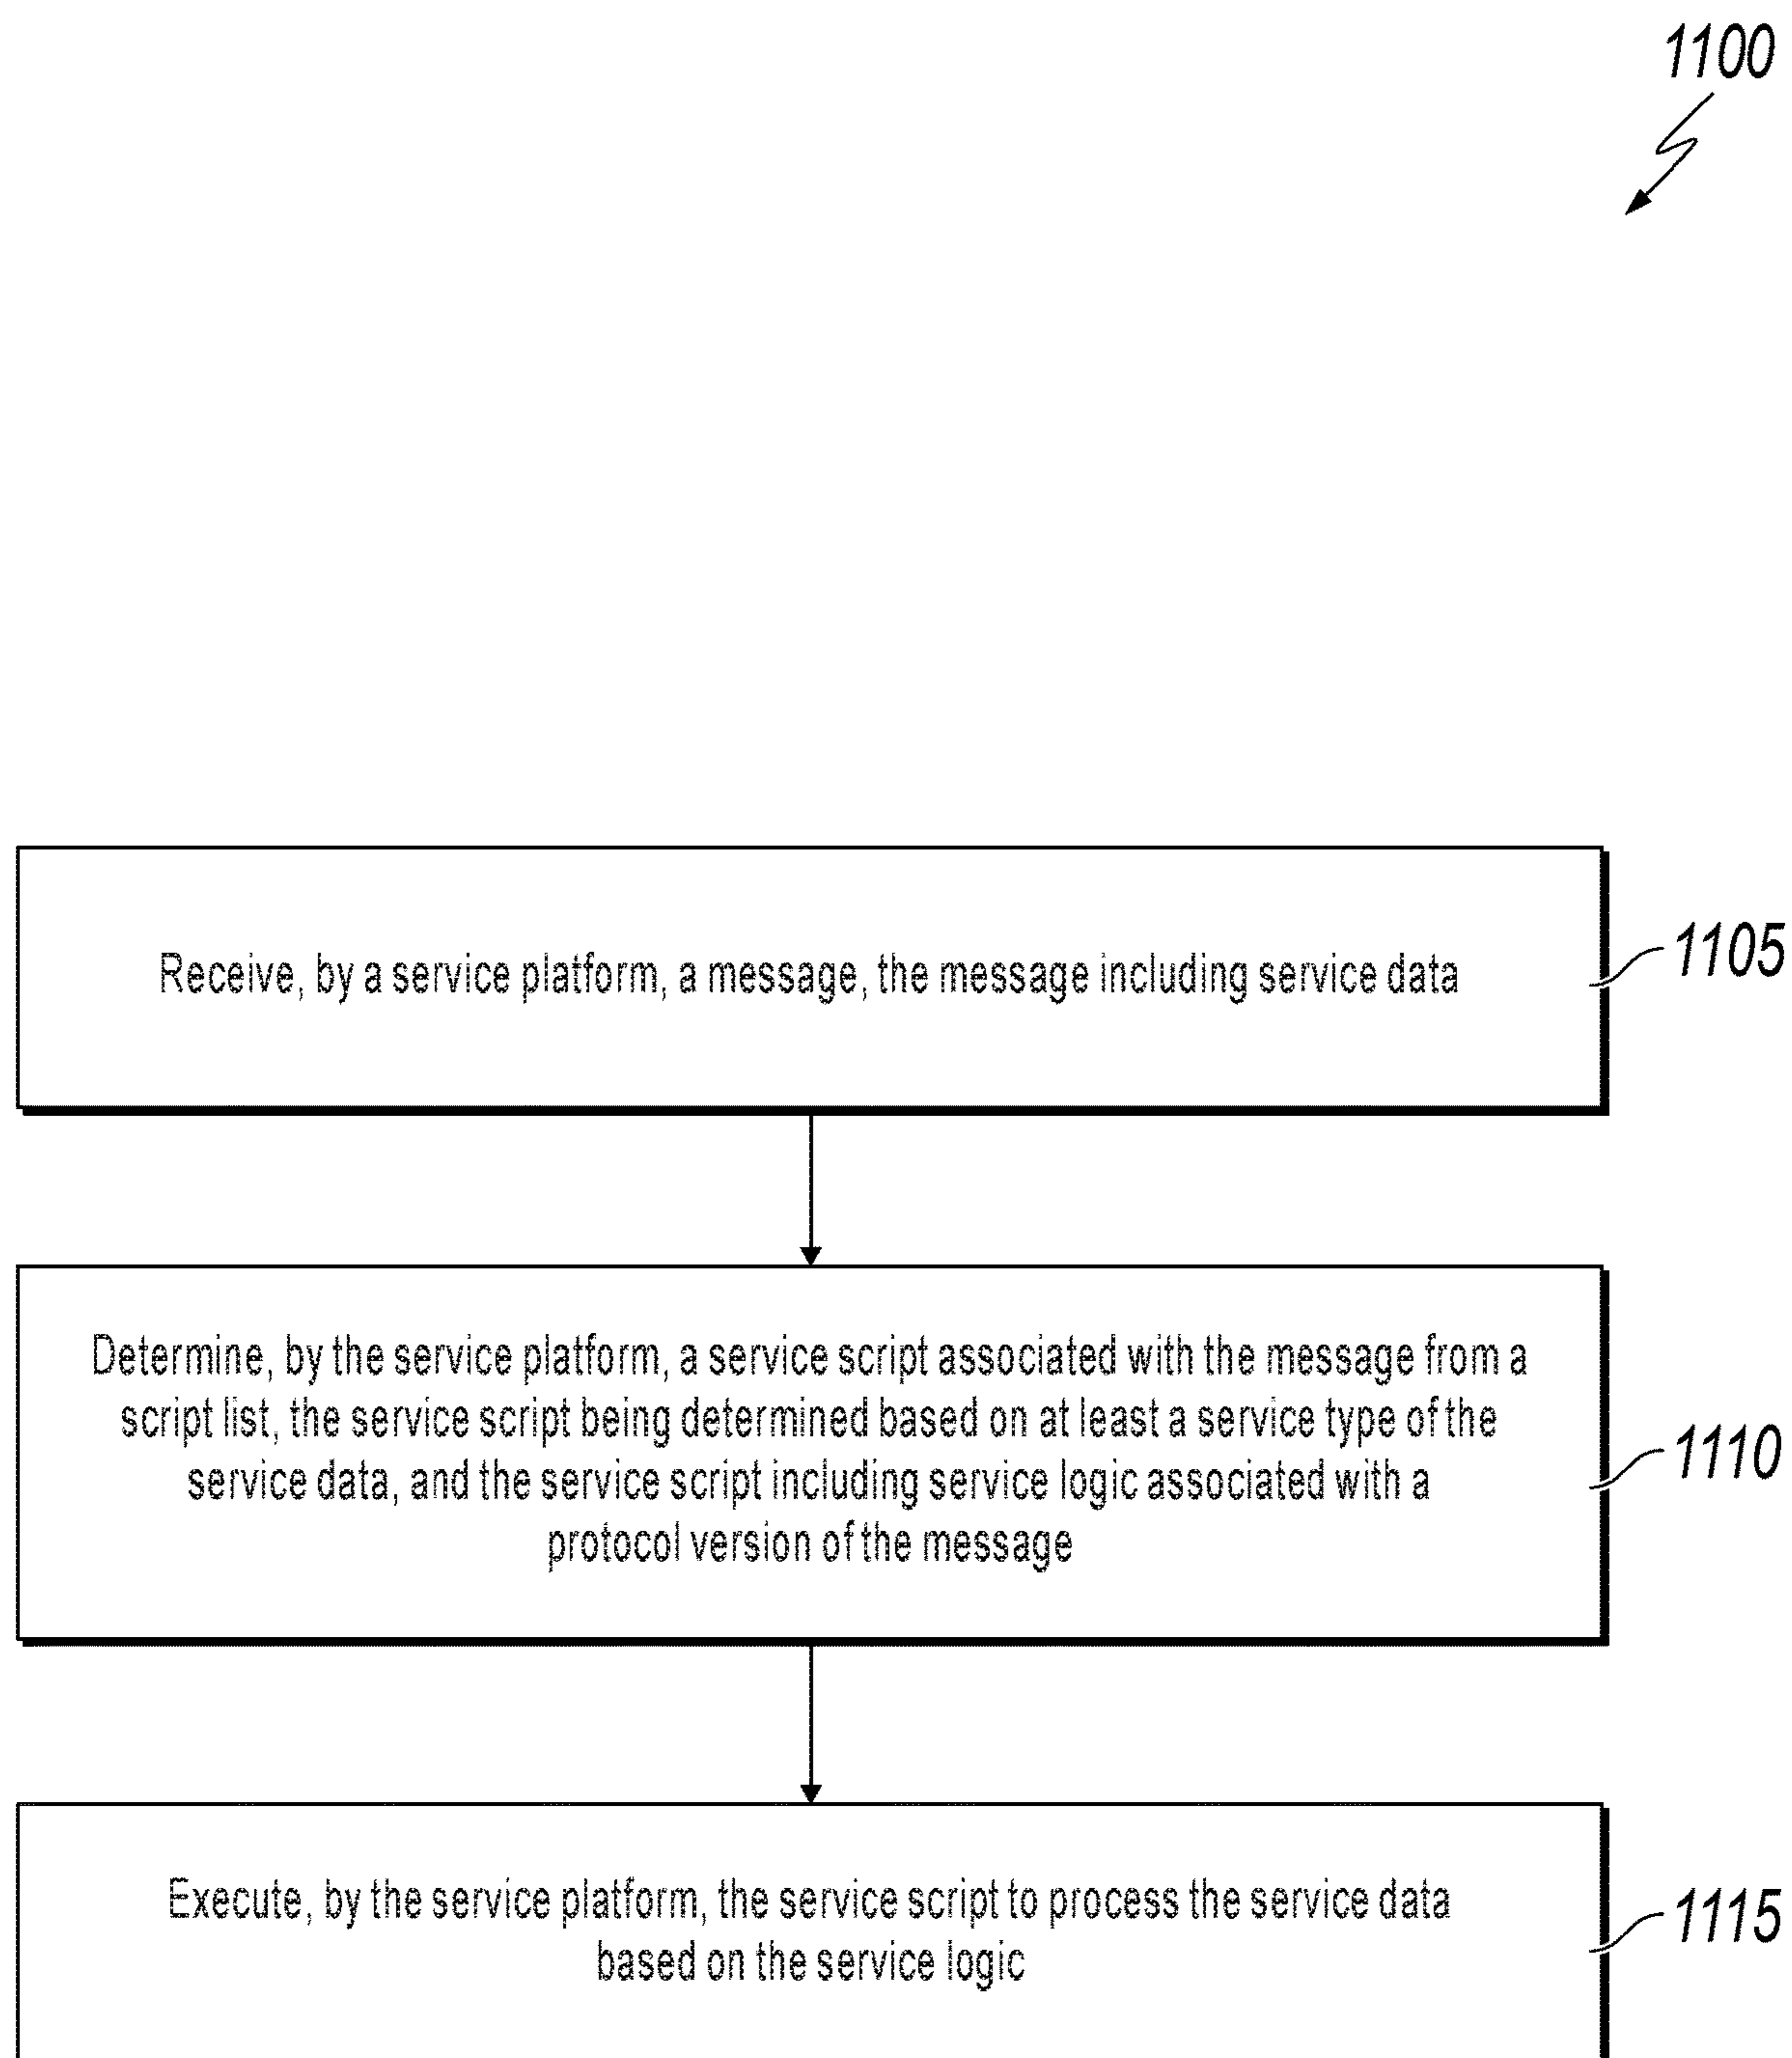 1100
Receive, by a service platform, a message, the message including service data
1105
Determine, by the service platform, a service script associated with the message from a
script list, the service script being determined based on at least a service type of the
service data, and the service script including service logic associated with a
protocol version of the message
1110
Execute, by the service platform, the service script to process the service data
based on the service logic
1115